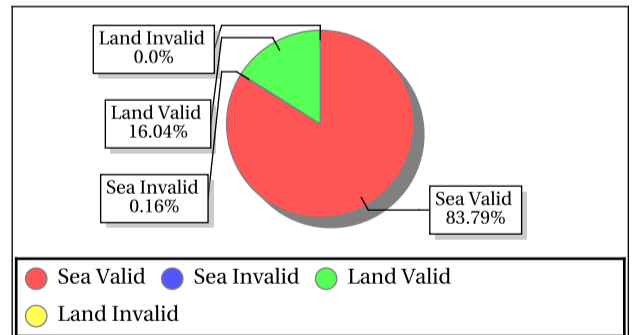 Land Invalid
0.0%
Land Valid
16.04%
Sea Invalid
0.16%
Sea Valid
83.79%
Sea Valid Sea Invalid Land Valid
Land Invalid